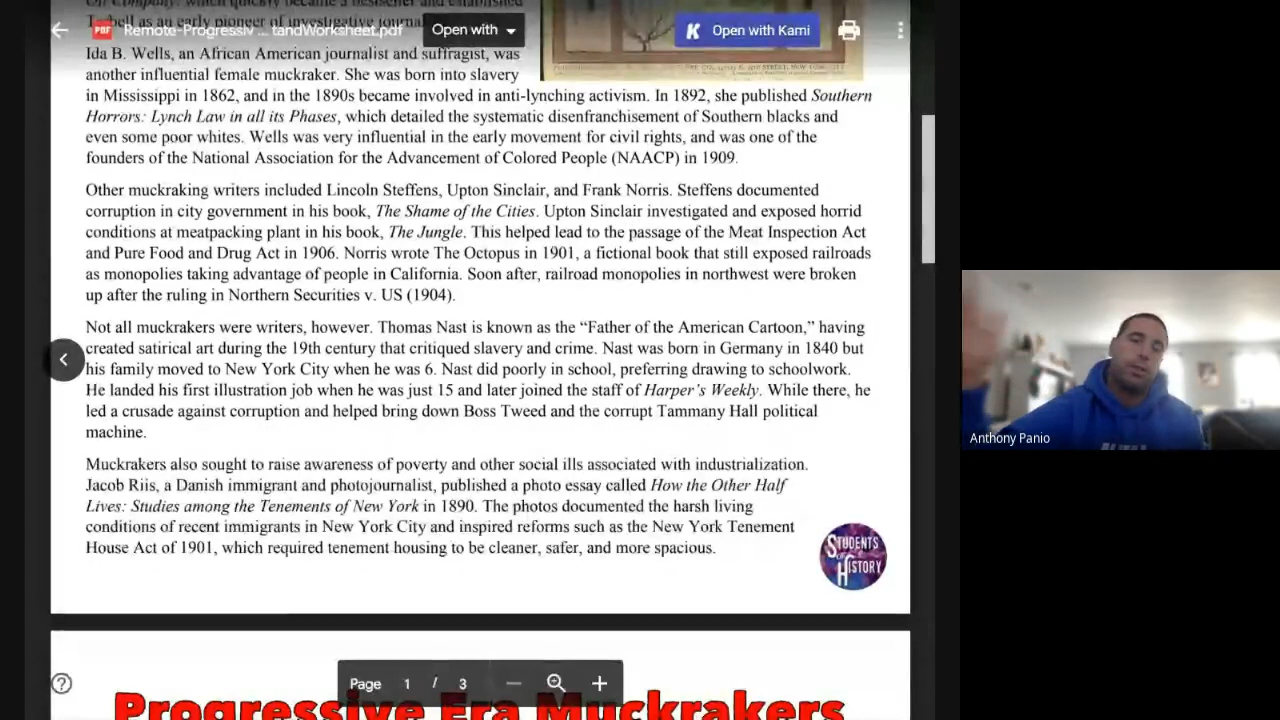 Oil Company, which quickly became a bestseller and established
Tarbell as an early pioneer of investigative
Remote-Progressiv ... tandWorksheet.pdf
Open with
Open with Kami
Ida B. Wells, an African American journalist and suffragist, was
another influential female muckraker. She was born into slavery
in Mississippi in 1862, and in the 1890s became involved in anti-lynching activism. In 1892, she published Southern
Horrors: Lynch Law in all its Phases, which detailed the systematic disenfranchisement of Southern blacks and
even some poor whites. Wells was very influential in the early movement for civil rights, and was one of the
founders of the National Association for the Advancement of Colored People (NAACP) in 1909.
Other muckraking writers included Lincoln Steffens, Upton Sinclair, and Frank Norris. Steffens documented
corruption in city government in his book, The Shame of the Cities. Upton Sinclair investigated and exposed horrid
conditions at meatpacking plant in his book, The Jungle. This helped lead to the passage of the Meat Inspection Act
and Pure Food and Drug Act in 1906. Norris wrote The Octopus in 1901, a fictional book that still exposed railroads
as monopolies taking advantage of people in California. Soon after, railroad monopolies in northwest were broken
up after the ruling in Northern Securities v. US (1904).
Not all muckrakers were writers, however. Thomas Nast is known as the “Father of the American Cartoon,” having
created satirical art during the 19th century that critiqued slavery and crime. Nast was born in Germany in 1840 but
his family moved to New York City when he was 6. Nast did poorly in school, preferring drawing to schoolwork.
He landed his first illustration job when he was just 15 and later joined the staff of Harper's Weekly. While there, he
led a crusade against corruption and helped bring down Boss Tweed and the corrupt Tammany Hall political
machine.
Muckrakers also sought to raise awareness of poverty and other social ills associated with industrialization.
Jacob Riis, a Danish immigrant and photojournalist, published a photo essay called How the Other Half
Lives: Studies among the Tenements of New York in 1890. The photos documented the harsh living
conditions of recent immigrants in New York City and inspired reforms such as the New York Tenement
House Act of 1901, which required tenement housing to be cleaner, safer, and more spacious.
STUDENTS
OF
HISTORY
Anthony Panio
Page 1 / 3
Progressive Era Muckrakers